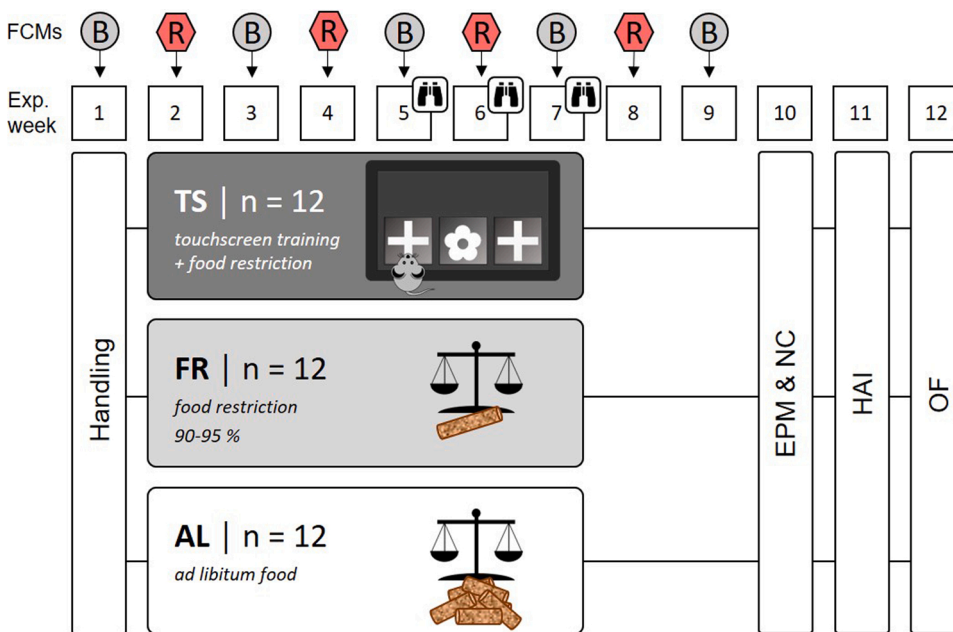 FCMs B R B R B R B R B
Exp. week 1 2 3 4 5 6 7 8 9 10 11 12
Handling
TS | n = 12
touchscreen training
+ food restriction
FR | n = 12
food restriction
90-95 %
AL | n = 12
ad libitum food
EPM & NC
HAI
OF